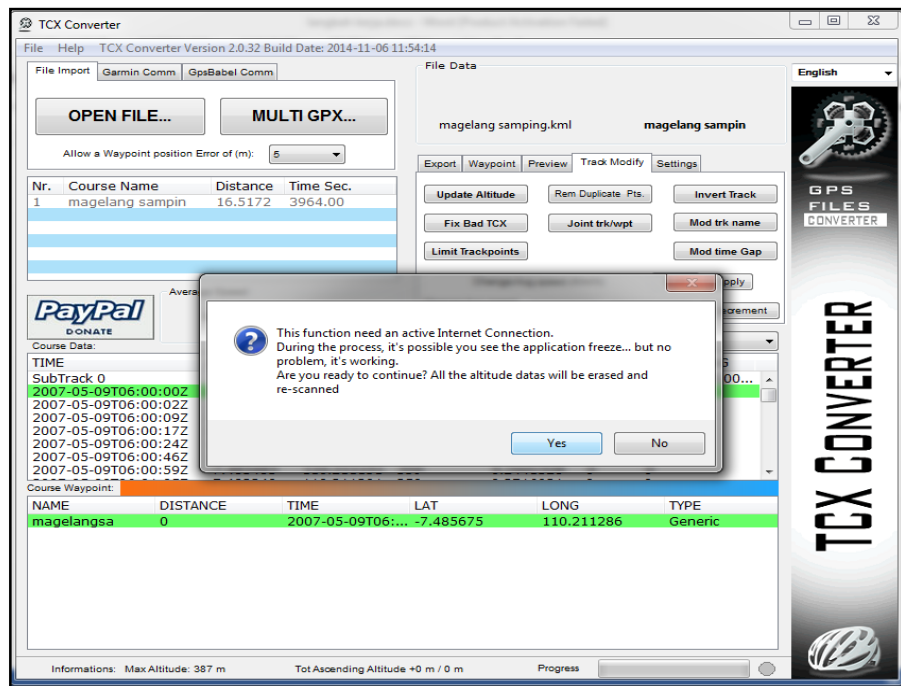 TCX Converter
File Help TCX Converter Version 2.0.32 Build Date: 2014-11-06 11:54:14
File Import Garmin Comm GpsBabel Comm
OPEN FILE... MULTI GPX...
Allow a Waypoint position Error of (m): 5
File Data
magelang samping.kml magelang sampin
English
Export Waypoint Preview Track Modify Settings
Update Altitude Rem Duplicate Pts. Invert Track
Fix Bad TCX Joint trk/wpt Mod trk name
Limit Trackpoints Mod time Gap
Nr. Course Name Distance Time Sec.
1 magelang sampin 16.5172 3964.00
GPS
FILES
CONVERTER
TCX CONVERTER
PayPal
DONATE
This function need an active Internet Connection.
During the process, it's possible you see the application freeze... but no
problem, it's working.
Are you ready to continue? All the altitude datas will be erased and
re-scanned
Yes No
Course Data:
TIME
SubTrack 0
2007-05-09T06:00:00Z
2007-05-09T06:00:02Z
2007-05-09T06:00:09Z
2007-05-09T06:00:17Z
2007-05-09T06:00:24Z
2007-05-09T06:00:46Z
2007-05-09T06:00:59Z
Course Waypoint:
NAME DISTANCE TIME LAT LONG TYPE
magelangsa 0 2007-05-09T06:... -7.485675 110.211286 Generic
Informations: Max Altitude: 387 m Tot Ascending Altitude +0 m / 0 m Progress